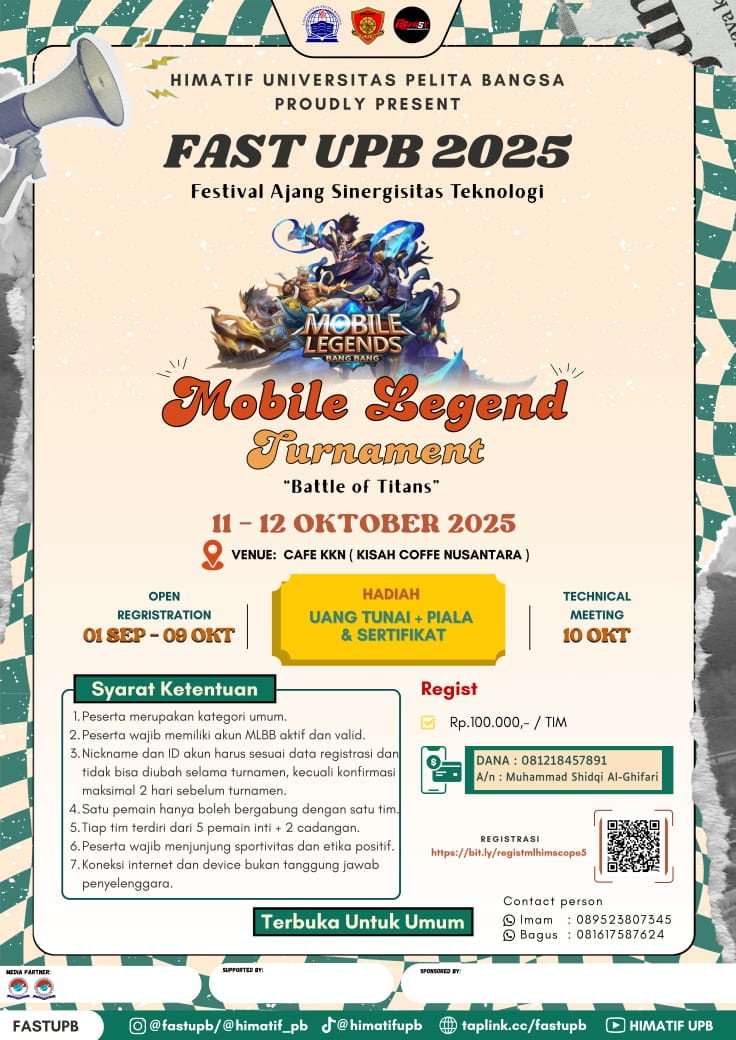 HIMATIF UNIVERSITAS PELITA BANGSA
PROUDLY PRESENT
FAST UPB 2025
Festival Ajang Sinergisitas Teknologi
MOBILE
LEGENDS
BANG BANG
Mobile Legend
Turnament
“Battle of Titans”
11 – 12 OKTOBER 2025
VENUE: CAFE KKN ( KISAH COFFE NUSANTARA )
OPEN
REGRISTRATION
01 SEP – 09 OKT
HADIAH
UANG TUNAI + PIALA
& SERTIFIKAT
TECHNICAL
MEETING
10 OKT
Syarat Ketentuan
1. Peserta merupakan kategori umum.
2. Peserta wajib memiliki akun MLBB aktif dan valid.
3. Nickname dan ID akun harus sesuai data registrasi dan
tidak bisa diubah selama turnamen, kecuali konfirmasi
maksimal 2 hari sebelum turnamen.
4. Satu pemain hanya boleh bergabung dengan satu tim.
5. Tiap tim terdiri dari 5 pemain inti + 2 cadangan.
6. Peserta wajib menjunjung sportivitas dan etika positif.
7. Koneksi internet dan device bukan tanggung jawab
penyelenggara.
Regist
Rp.100.000,- / TIM
DANA : 081218457891
A/n : Muhammad Shidqi Al-Ghifari
REGISTRASI
https://bit.ly/registmlhimscope5
Contact person
Imam : 089523807345
Bagus : 081617587624
Terbuka Untuk Umum
MEDIA PARTNER:
SUPPORTED BY:
SPONSORED BY:
FASTUPB
@fastupb/@himatif_pb
@himatifupb
taplink.cc/fastupb
HIMATIF UPB